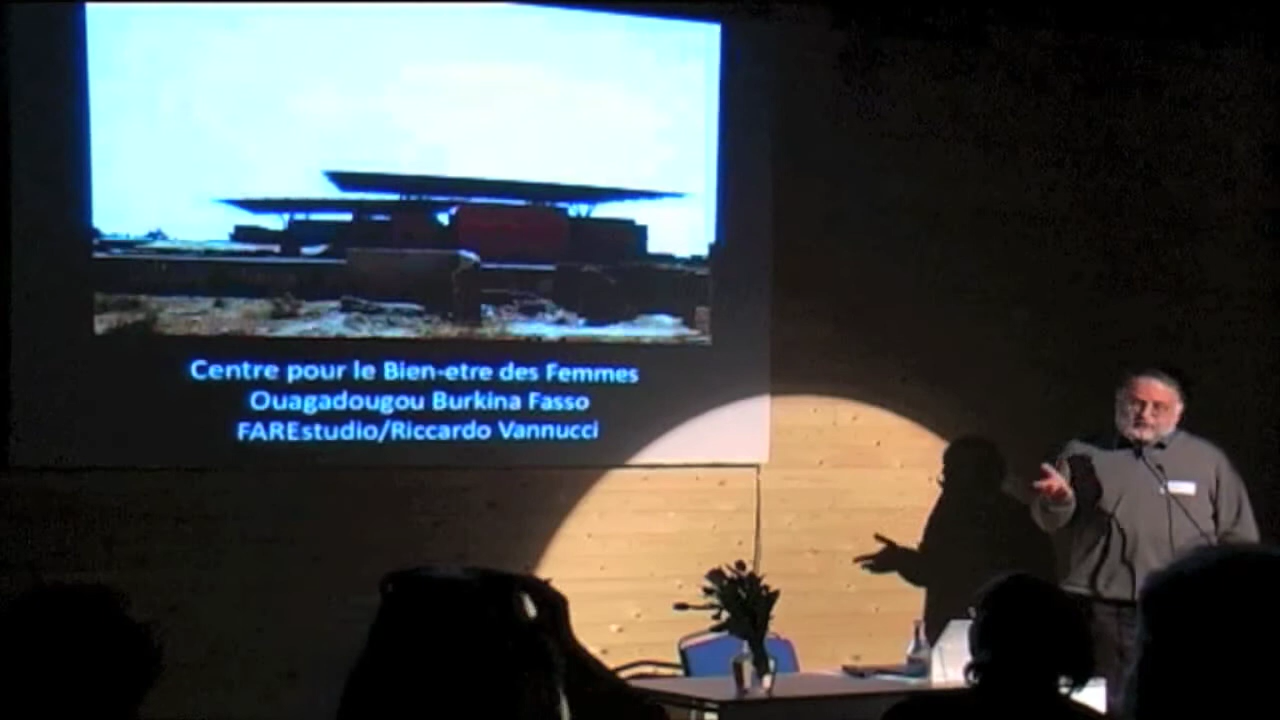 Centre pour le Bien-etre des Femmes
Ouagadougou Burkina Fasso
FAREstudio/Riccardo Vannucci